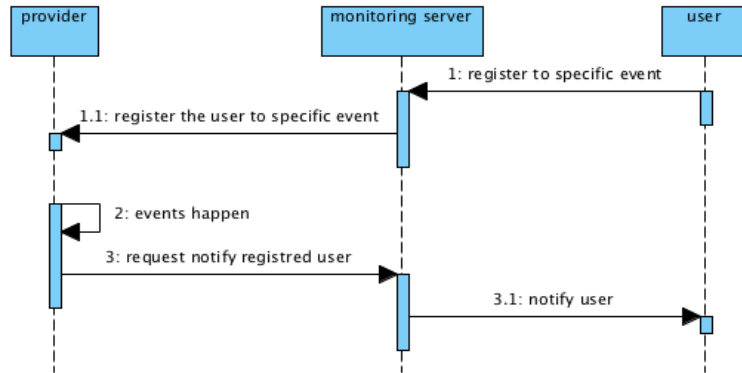 provider
monitoring server
user
1: register to specific event
1.1: register the user to specific event
2: events happen
3: request notify registred user
3.1: notify user